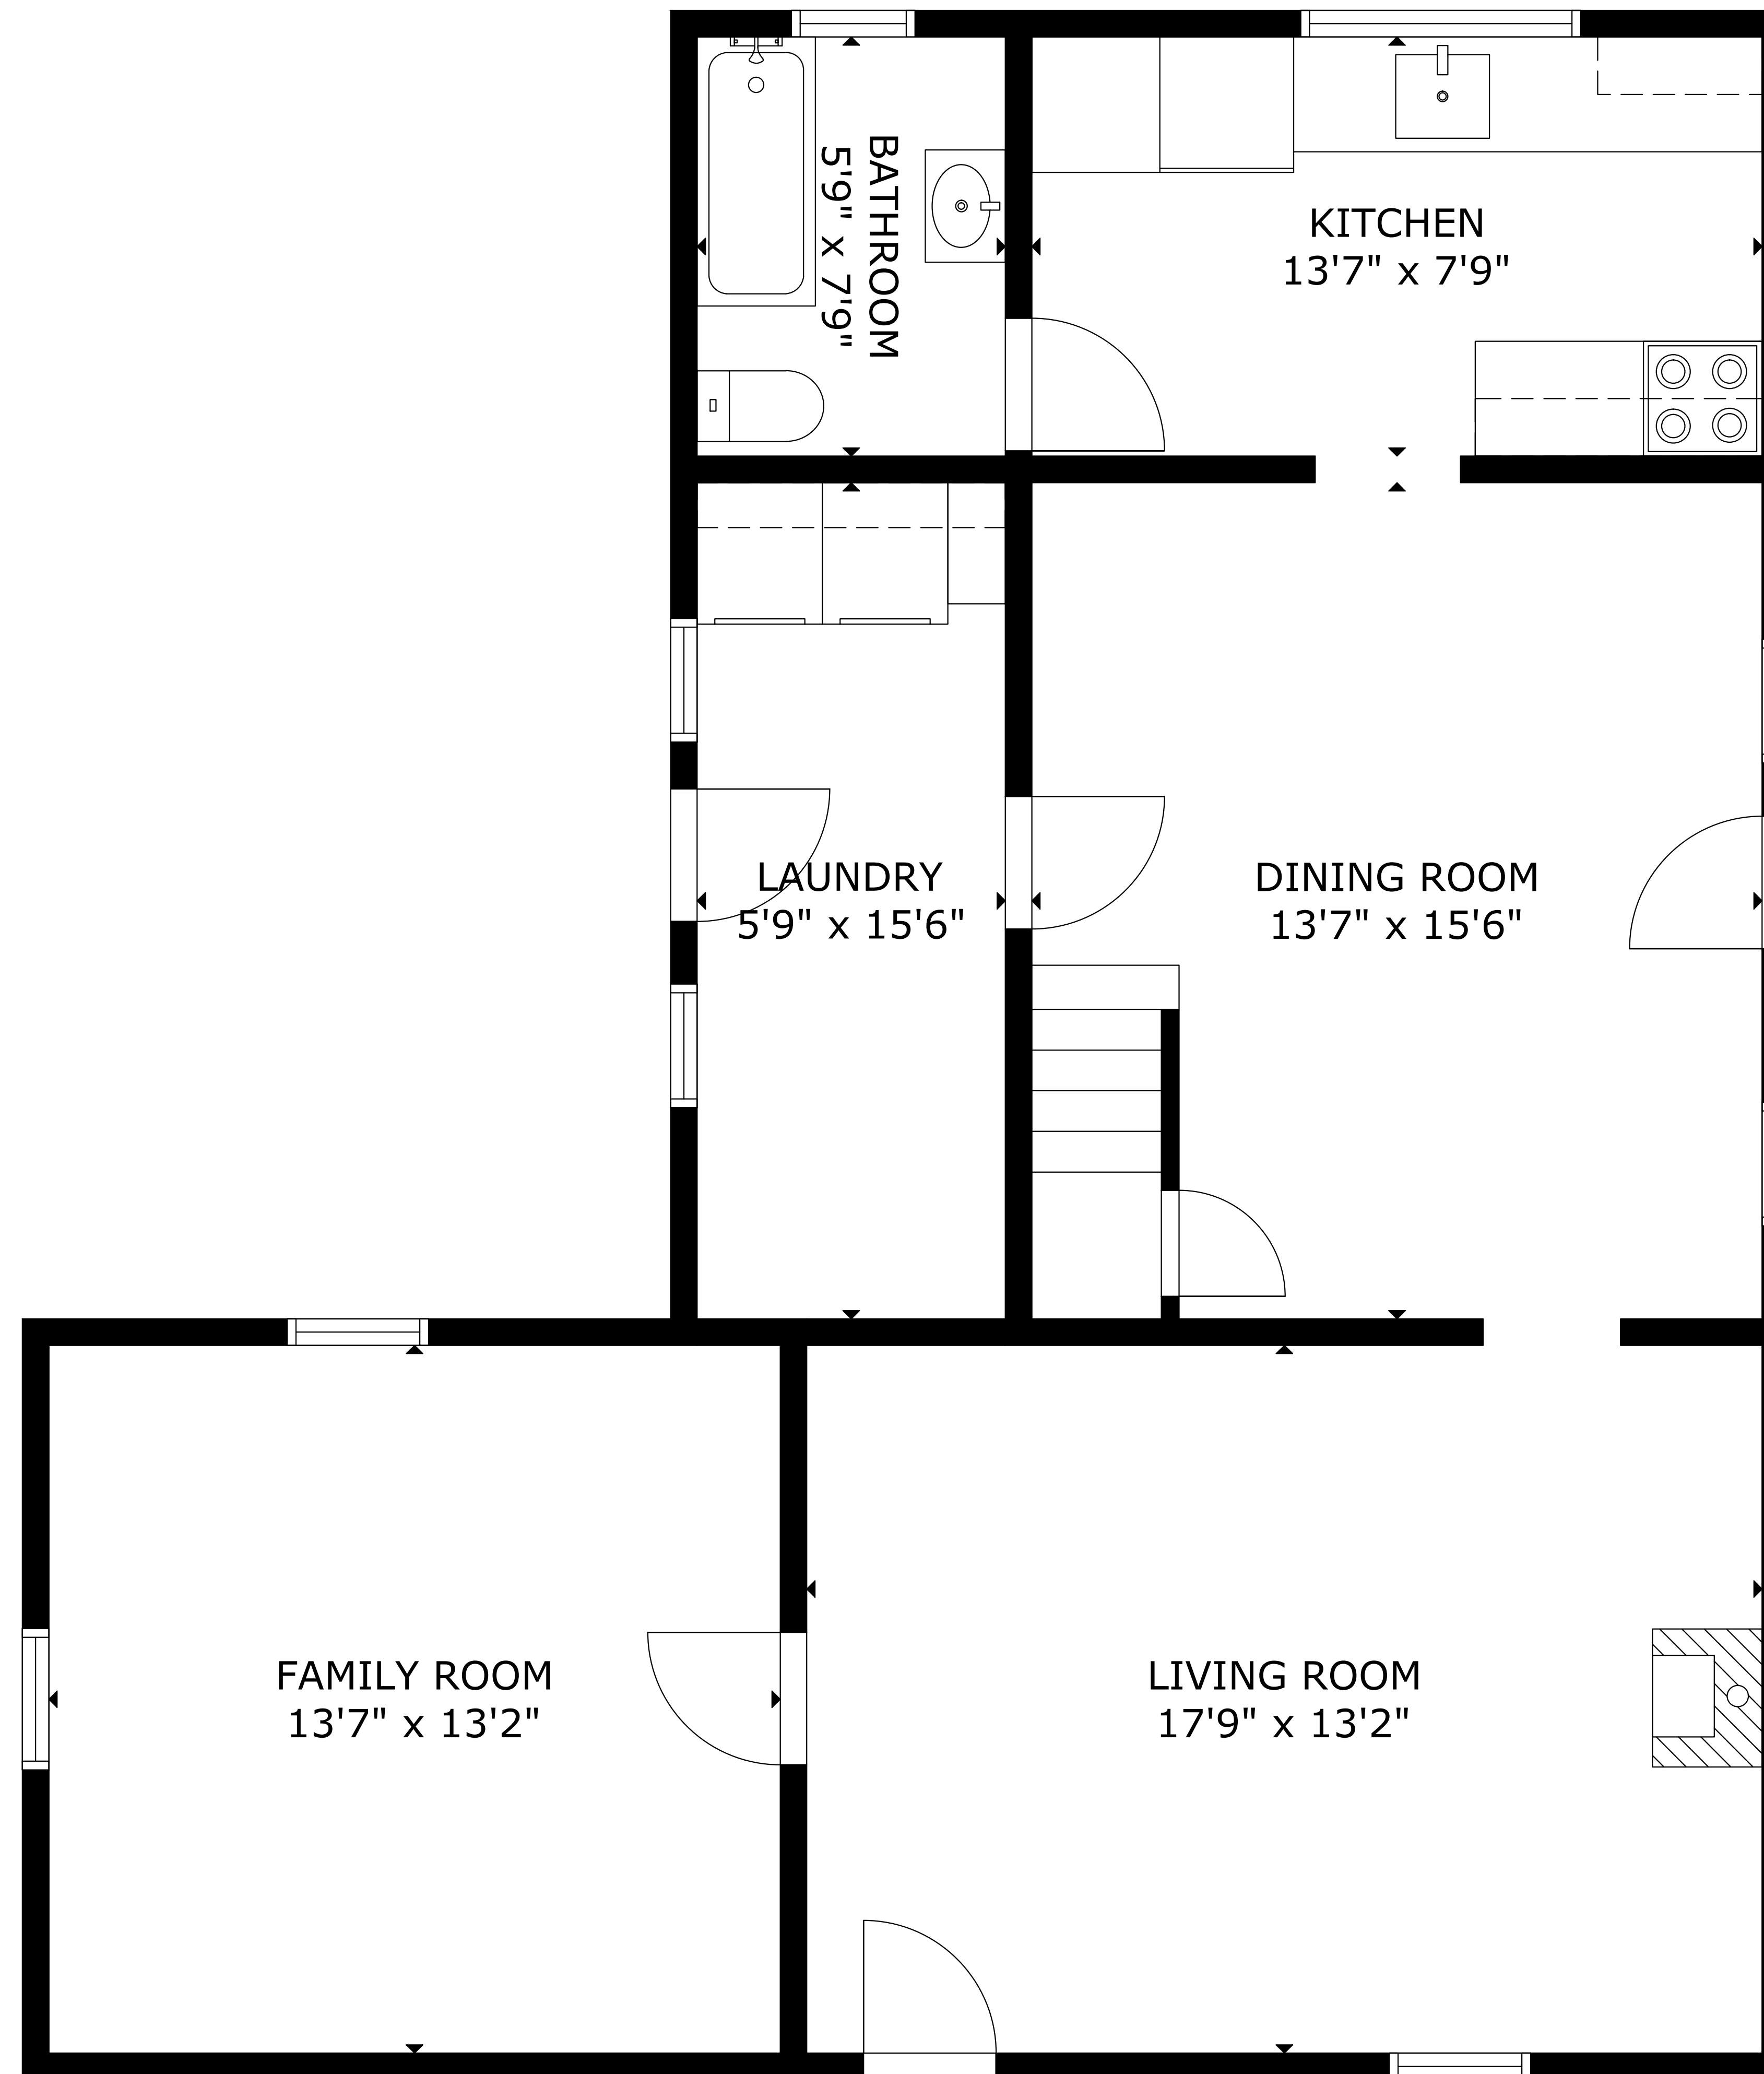 BATHROOM
5'9" x 7'9"
KITCHEN
13'7" x 7'9"
LAUNDRY
5'9" x 15'6"
DINING ROOM
13'7" x 15'6"
FAMILY ROOM
13'7" x 13'2"
LIVING ROOM
17'9" x 13'2"